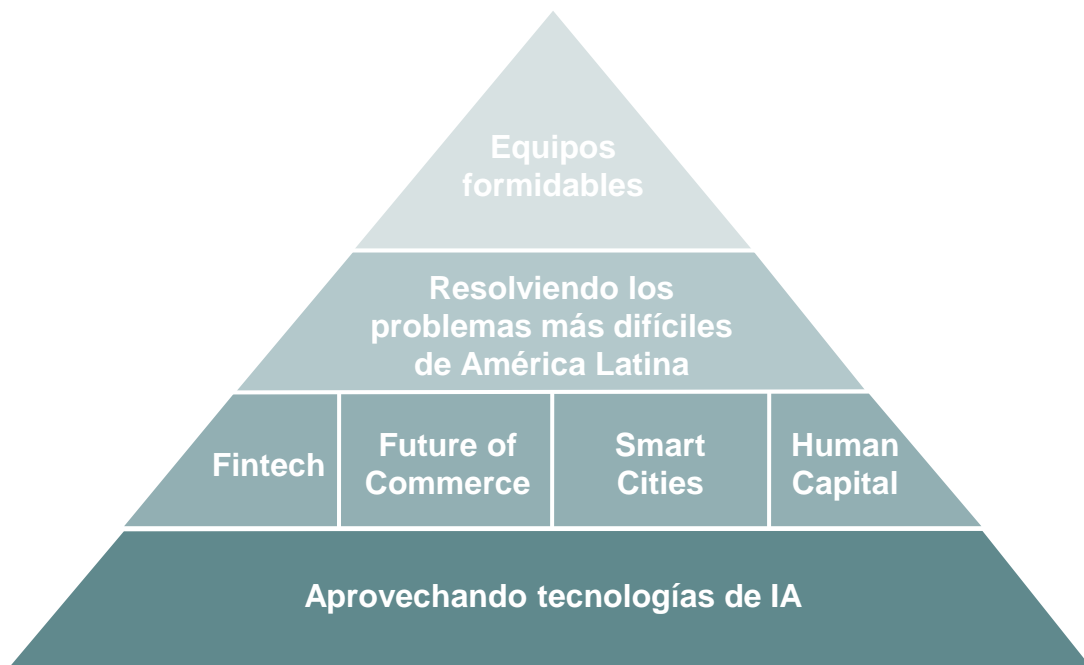 Equipos
formidables
Resolviendo los
problemas más difíciles
de América Latina
Fintech
Future of
Commerce
Smart
Cities
Human
Capital
Aprovechando tecnologías de IA